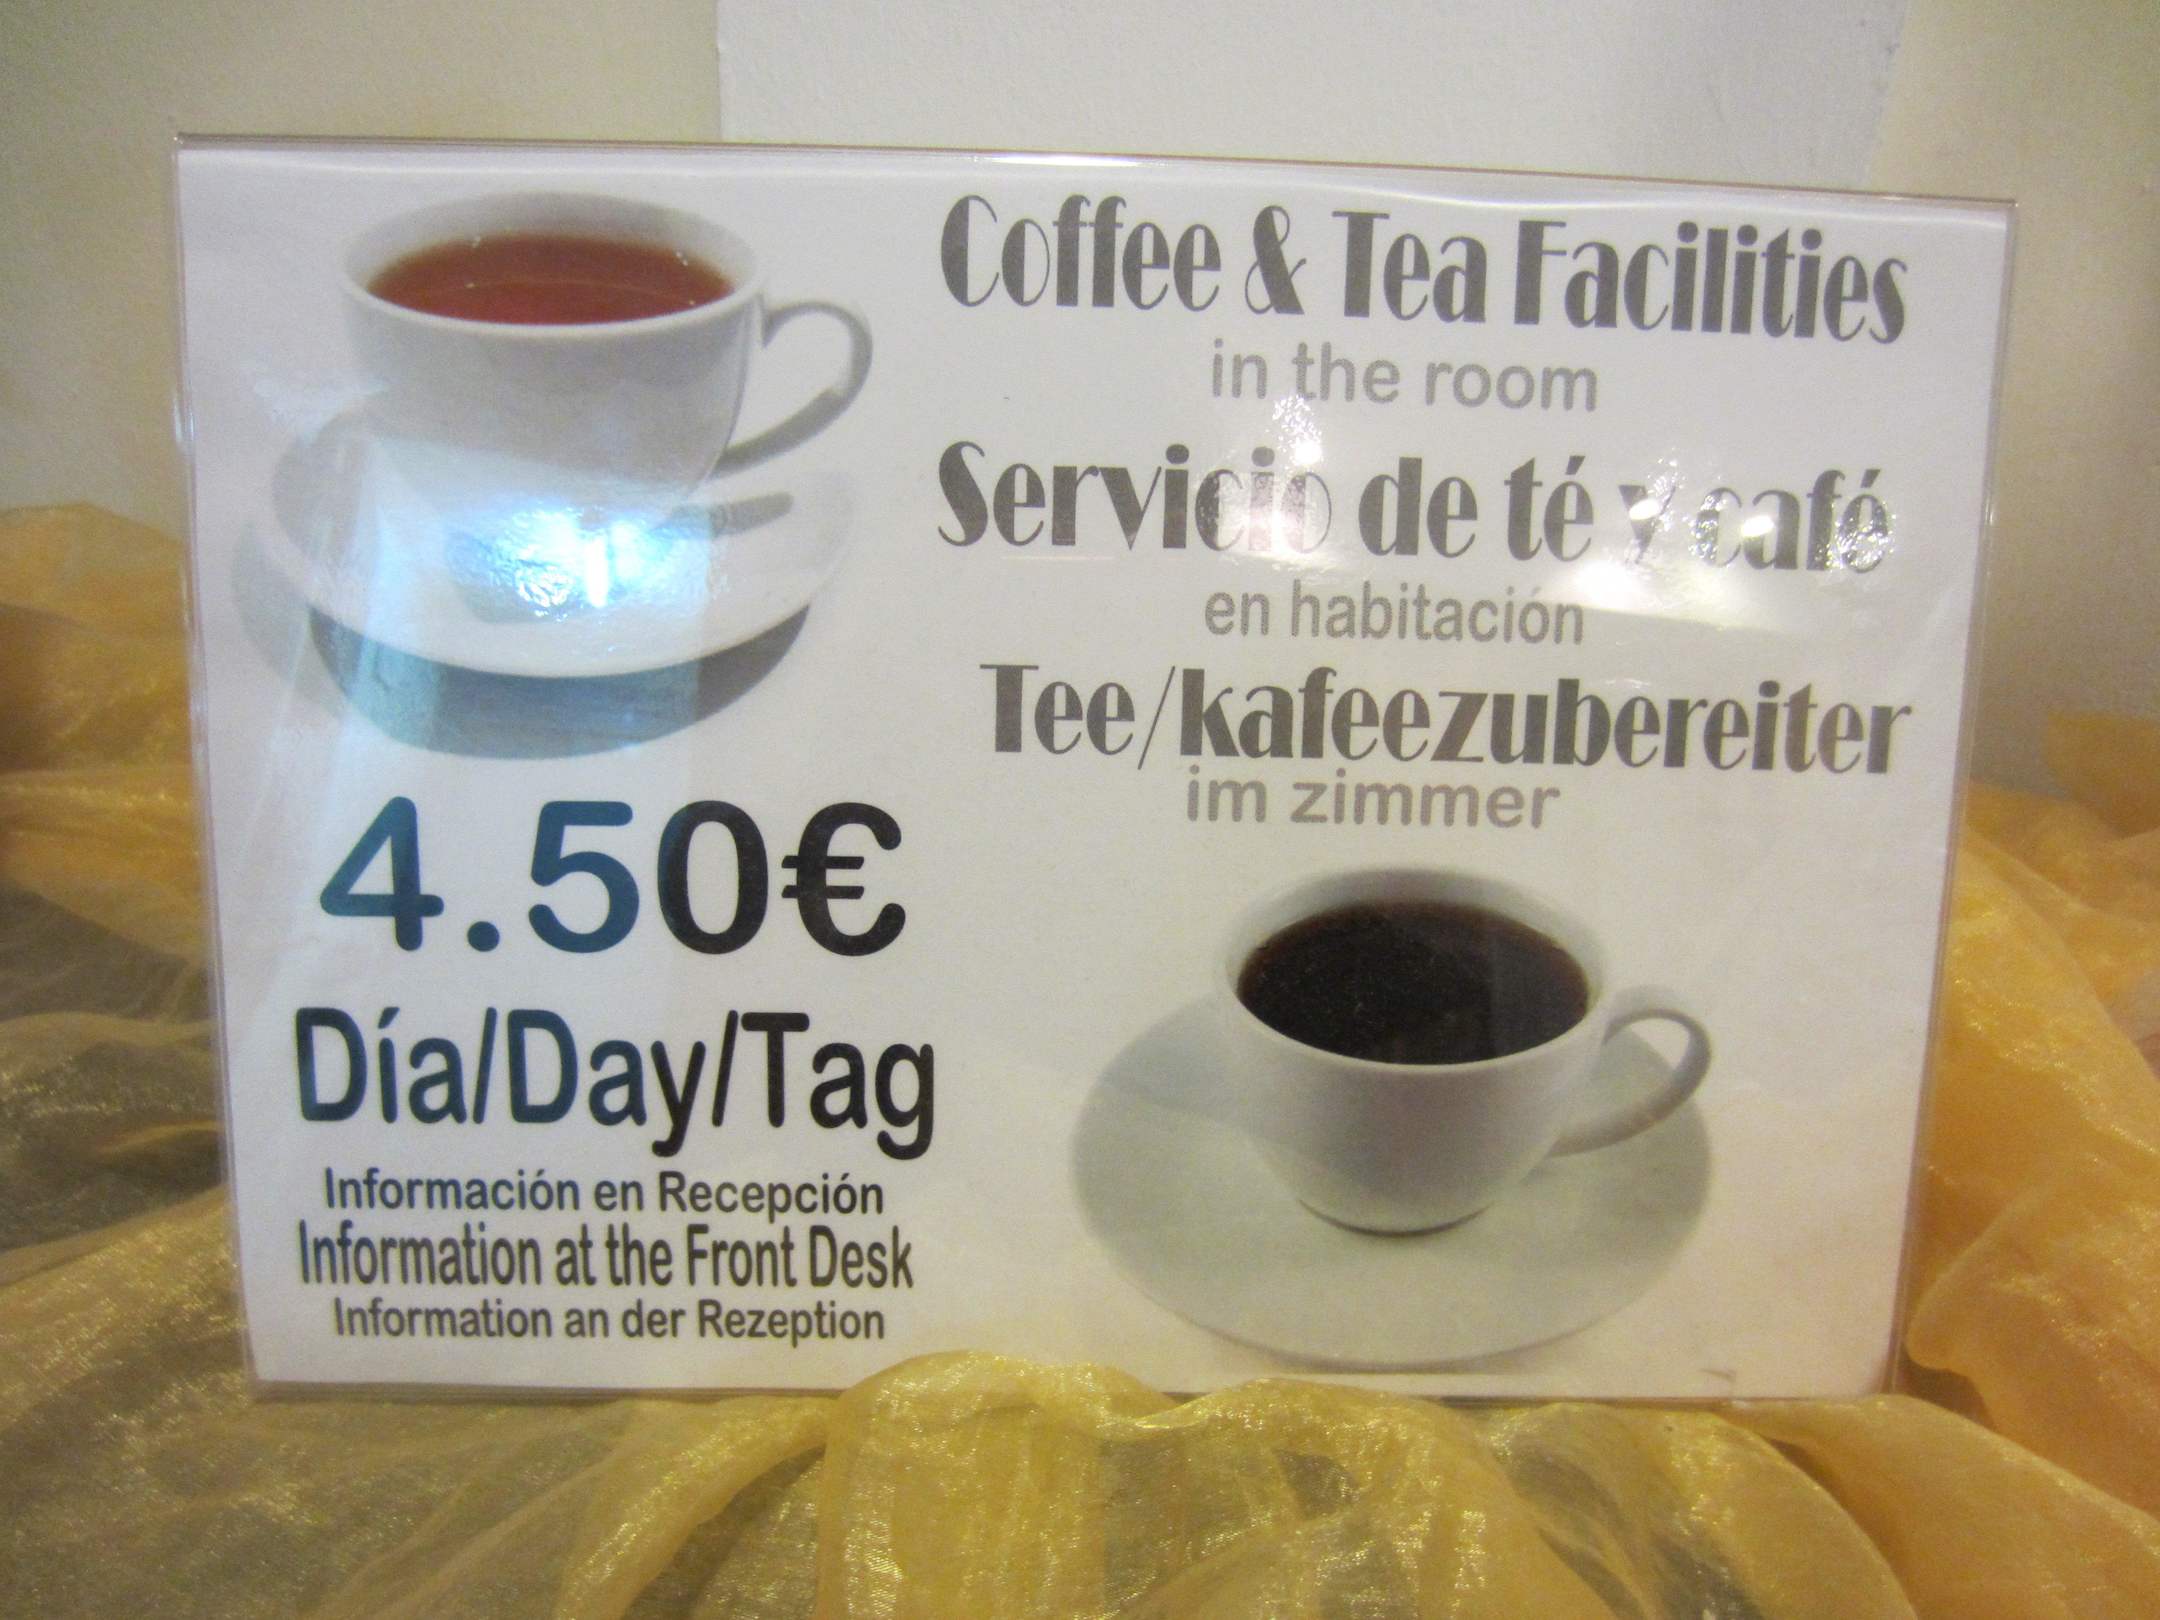 Coffee & Tea Facilities
in the room
Servicio de té y café
en habitación
Tee/kafeezubereiter
im zimmer
4.50€
Día/Day/Tag
Información en Recepción
Information at the Front Desk
Information an der Rezeption